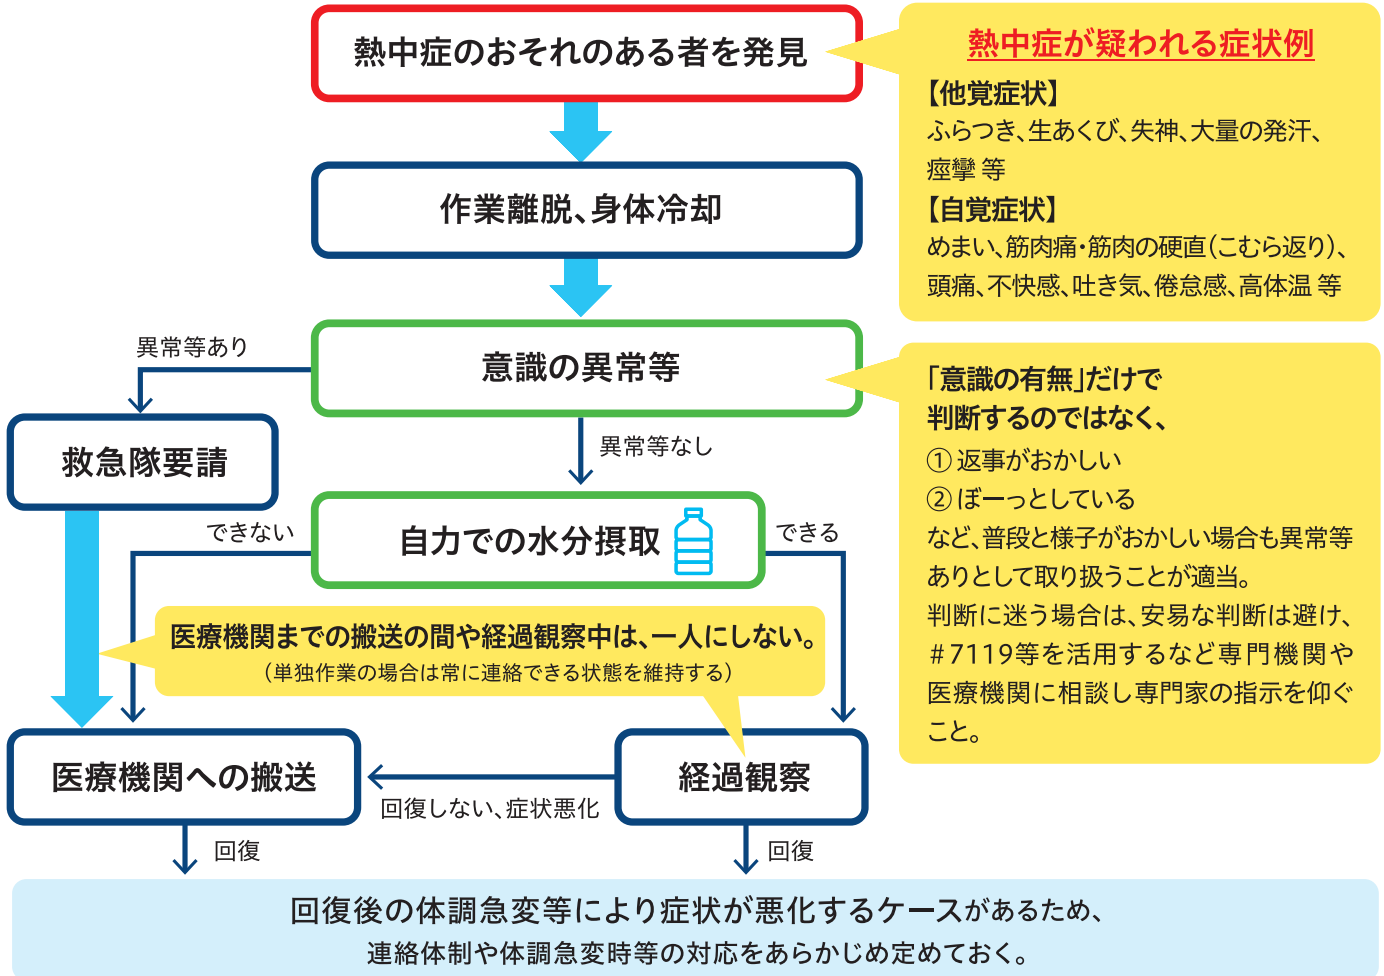 熱中症のおそれのある者を発見
熱中症が疑われる症状例
【他覚症状】
ふらつき、生あくび、失神、大量の発汗、
痙攣 等
【自覚症状】
めまい、筋肉痛・筋肉の硬直（こむら返り）、
頭痛、不快感、吐き気、倦怠感、高体温 等
作業離脱、身体冷却
意識の異常等
異常等あり
異常等なし
「意識の有無」だけで
判断するのではなく、
① 返事がおかしい
② ぼーっとしている
など、普段と様子がおかしい場合も異常等
ありとして取り扱うことが適当。
判断に迷う場合は、安易な判断は避け、
＃7119等を活用するなど専門機関や
医療機関に相談し専門家の指示を仰ぐ
こと。
救急隊要請
自力での水分摂取
できない
できる
医療機関までの搬送の間や経過観察中は、一人にしない。
（単独作業の場合は常に連絡できる状態を維持する）
医療機関への搬送
経過観察
回復しない、症状悪化
回復
回復
回復後の体調急変等により症状が悪化するケースがあるため、
連絡体制や体調急変時等の対応をあらかじめ定めておく。